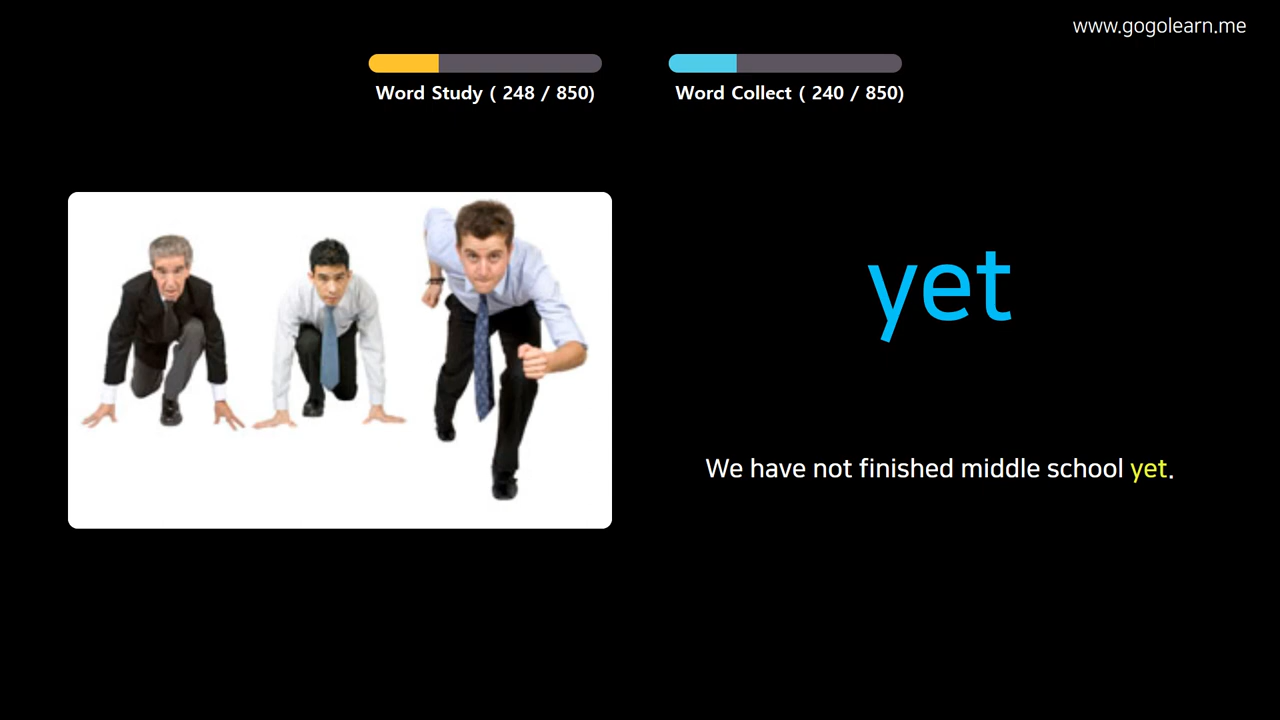 www.gogolearn.me
Word Study ( 248 / 850)
Word Collect ( 240 / 850)
yet
We have not finished middle school yet.